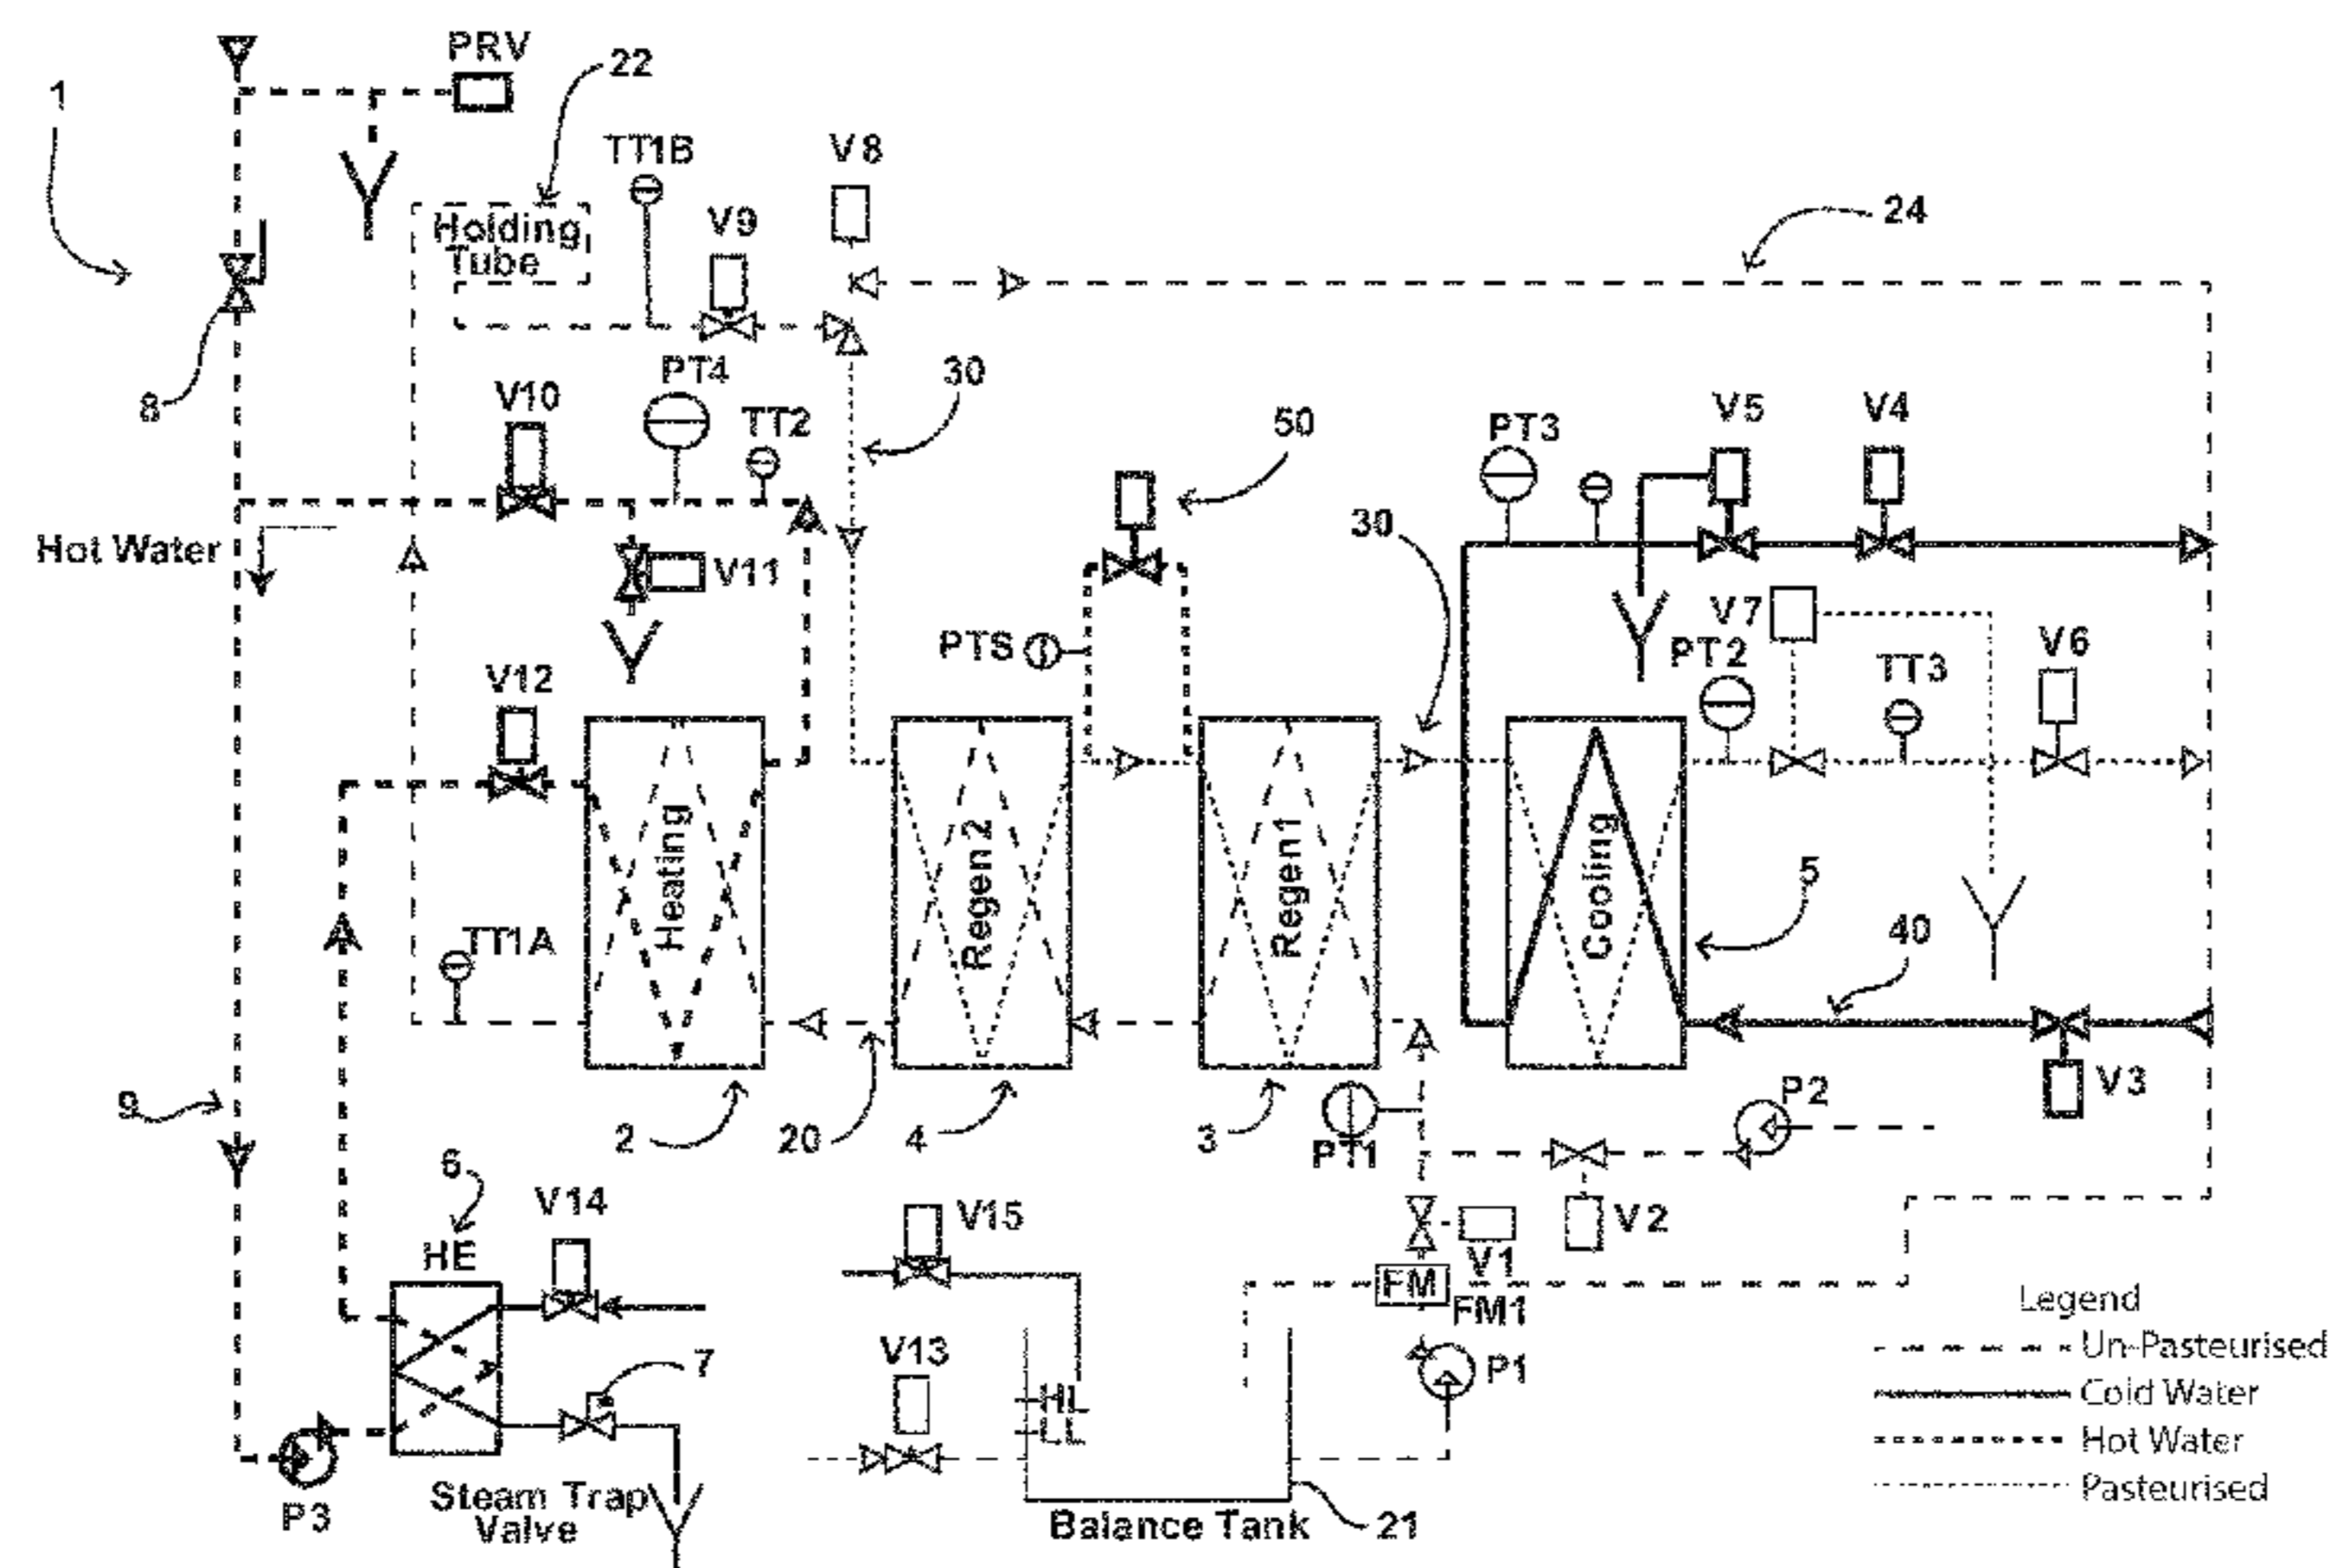 PRV
22
1
TT1B
V8
V9
24
Holding
Tube
PT4
30
8
V10
TT2
50
PT3
V5
V4
30
Hot Water
V11
V7
PTS
PT2
V6
TT3
V12
Heating
Regen2
Regen1
Cooling
5
40
TT1A
9
2
20
4
3
PT1
P2
V3
6
V14
V15
V2
HE
V1
FM
FM1
Legend
Un-Pasteurised
Cold Water
Hot Water
Pasteurised
7
V13
HL
LL
P1
P3
Steam Trap
Valve
Balance Tank
21